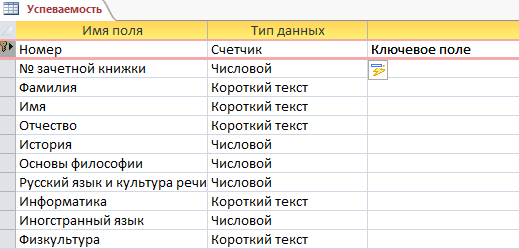 Успеваемость
Имя поля Тип данных
Номер Счетчик Ключевое поле
№ зачетной книжки Числовой
Фамилия Короткий текст
Имя Короткий текст
Отчество Короткий текст
История Числовой
Основы философии Числовой
Русский язык и культура речи Числовой
Информатика Короткий текст
Иногстранный язык Числовой
Физкультура Короткий текст